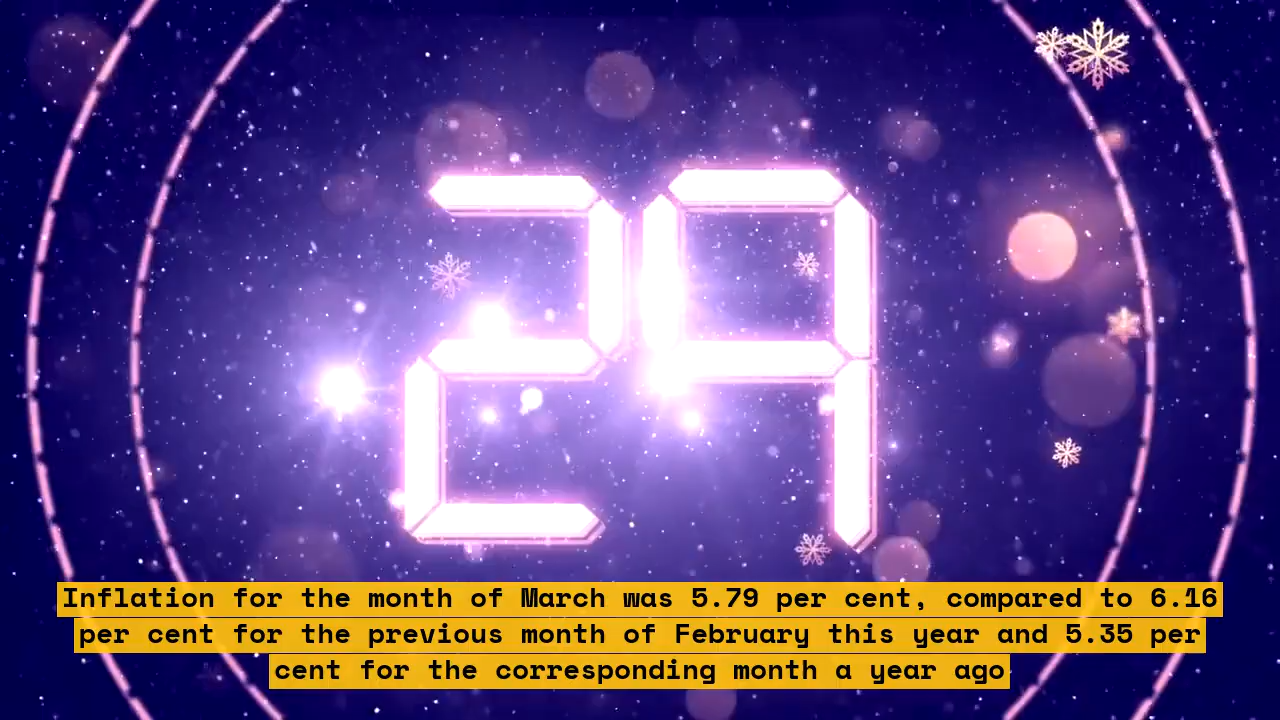 29
Inflation for the month of March was 5.79 per cent, compared to 6.16
per cent for the previous month of February this year and 5.35 per
cent for the corresponding month a year ago